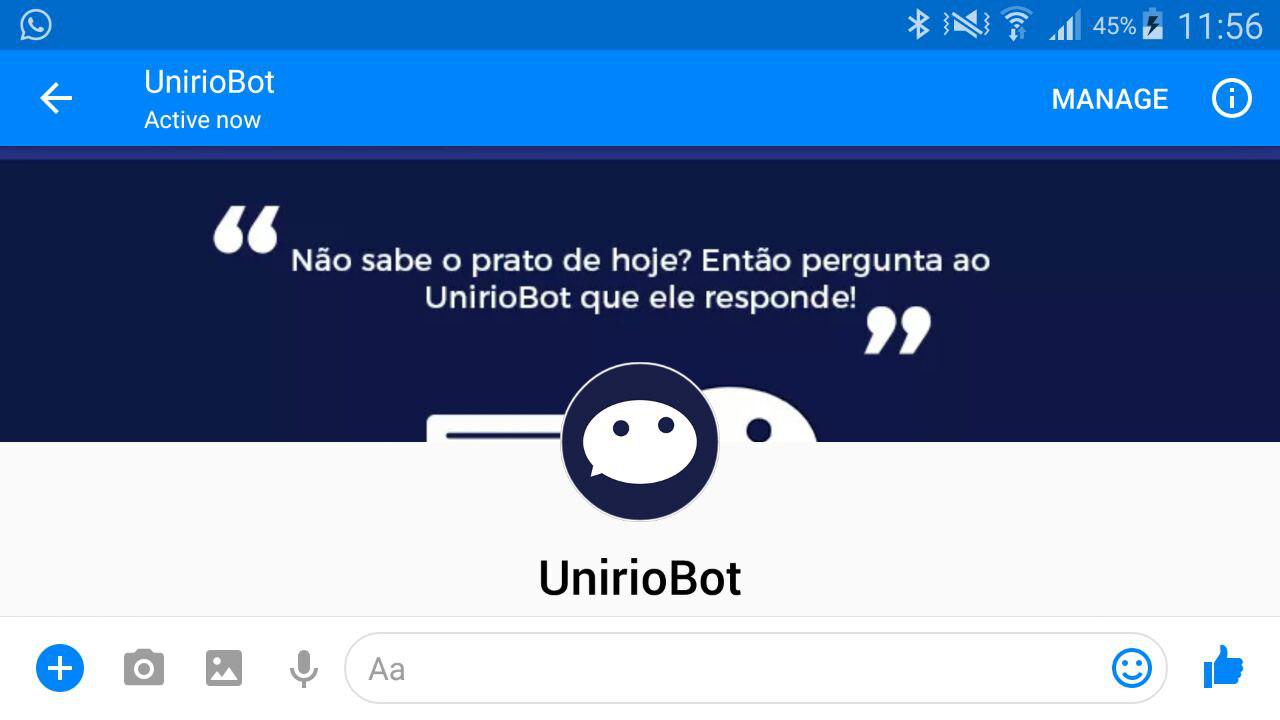 45% 11:56
UnirioBot
Active now
MANAGE
“ Não sabe o prato de hoje? Então pergunta ao
UnirioBot que ele responde! ”
UnirioBot
Aa